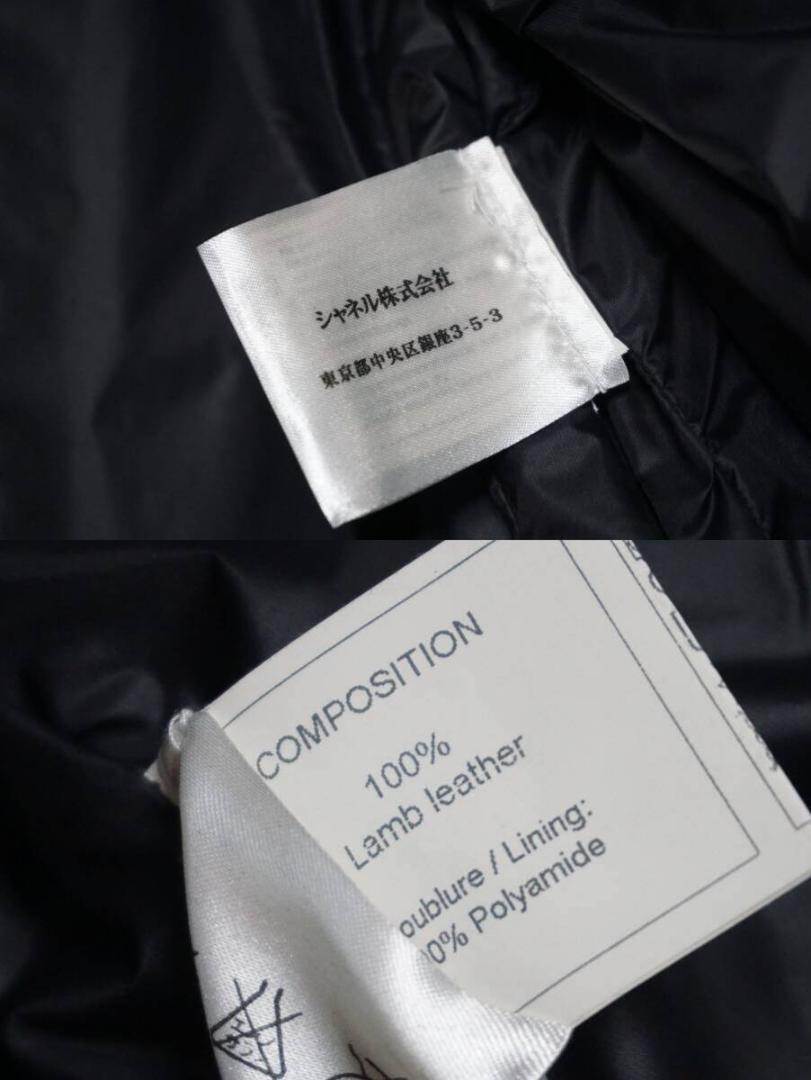 シャネル株式会社
東京都中央区銀座3-5-3
COMPOSITION
100%
Lamb leather
oublure / Lining:
0% Polyamide